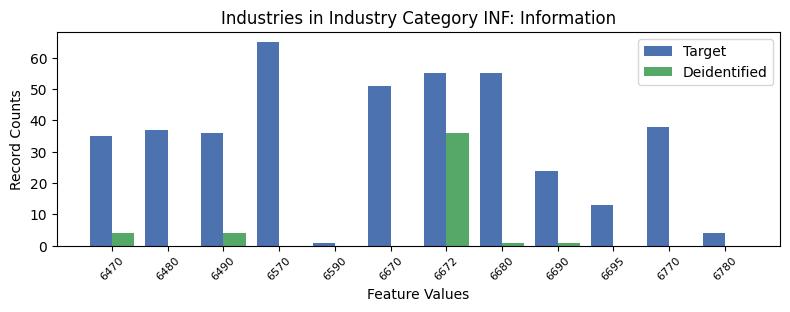 Industries in Industry Category INF: Information
Target
Deidentified
Record Counts
60
50
40
30
20
10
0
6470 6480 6490 6570 6590 6670 6672 6680 6690 6695 6770 6780
Feature Values